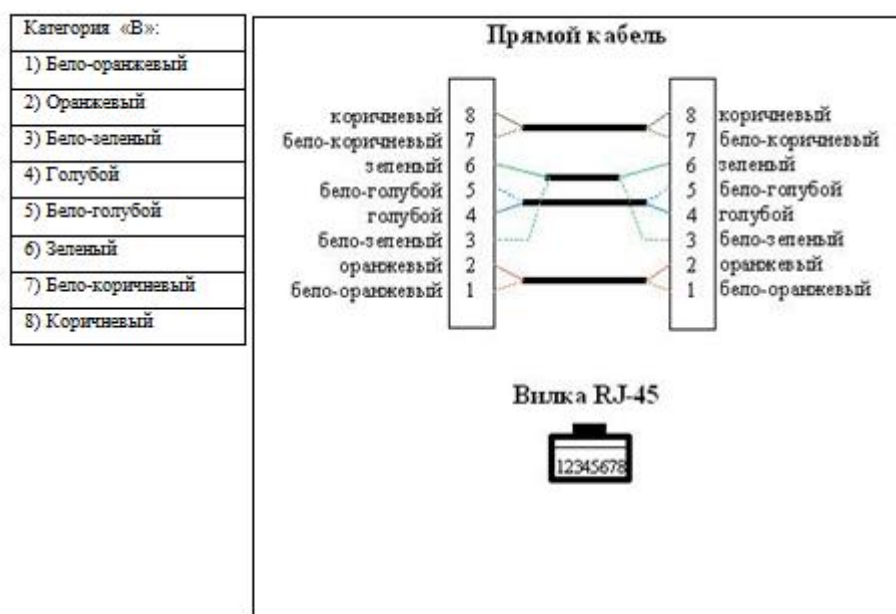 Категория «В»:
1) Бело-оранжевый
2) Оранжевый
3) Бело-зеленый
4) Голубой
5) Бело-голубой
6) Зеленый
7) Бело-коричневый
8) Коричневый
Прямой кабель
коричневый 8 8 коричневый
бело-коричневый 7 7 бело-коричневый
зеленый 6 6 зеленый
бело-голубой 5 5 бело-голубой
голубой 4 4 голубой
бело-зеленый 3 3 бело-зеленый
оранжевый 2 2 оранжевый
бело-оранжевый 1 1 бело-оранжевый
Вилка RJ-45
12345678